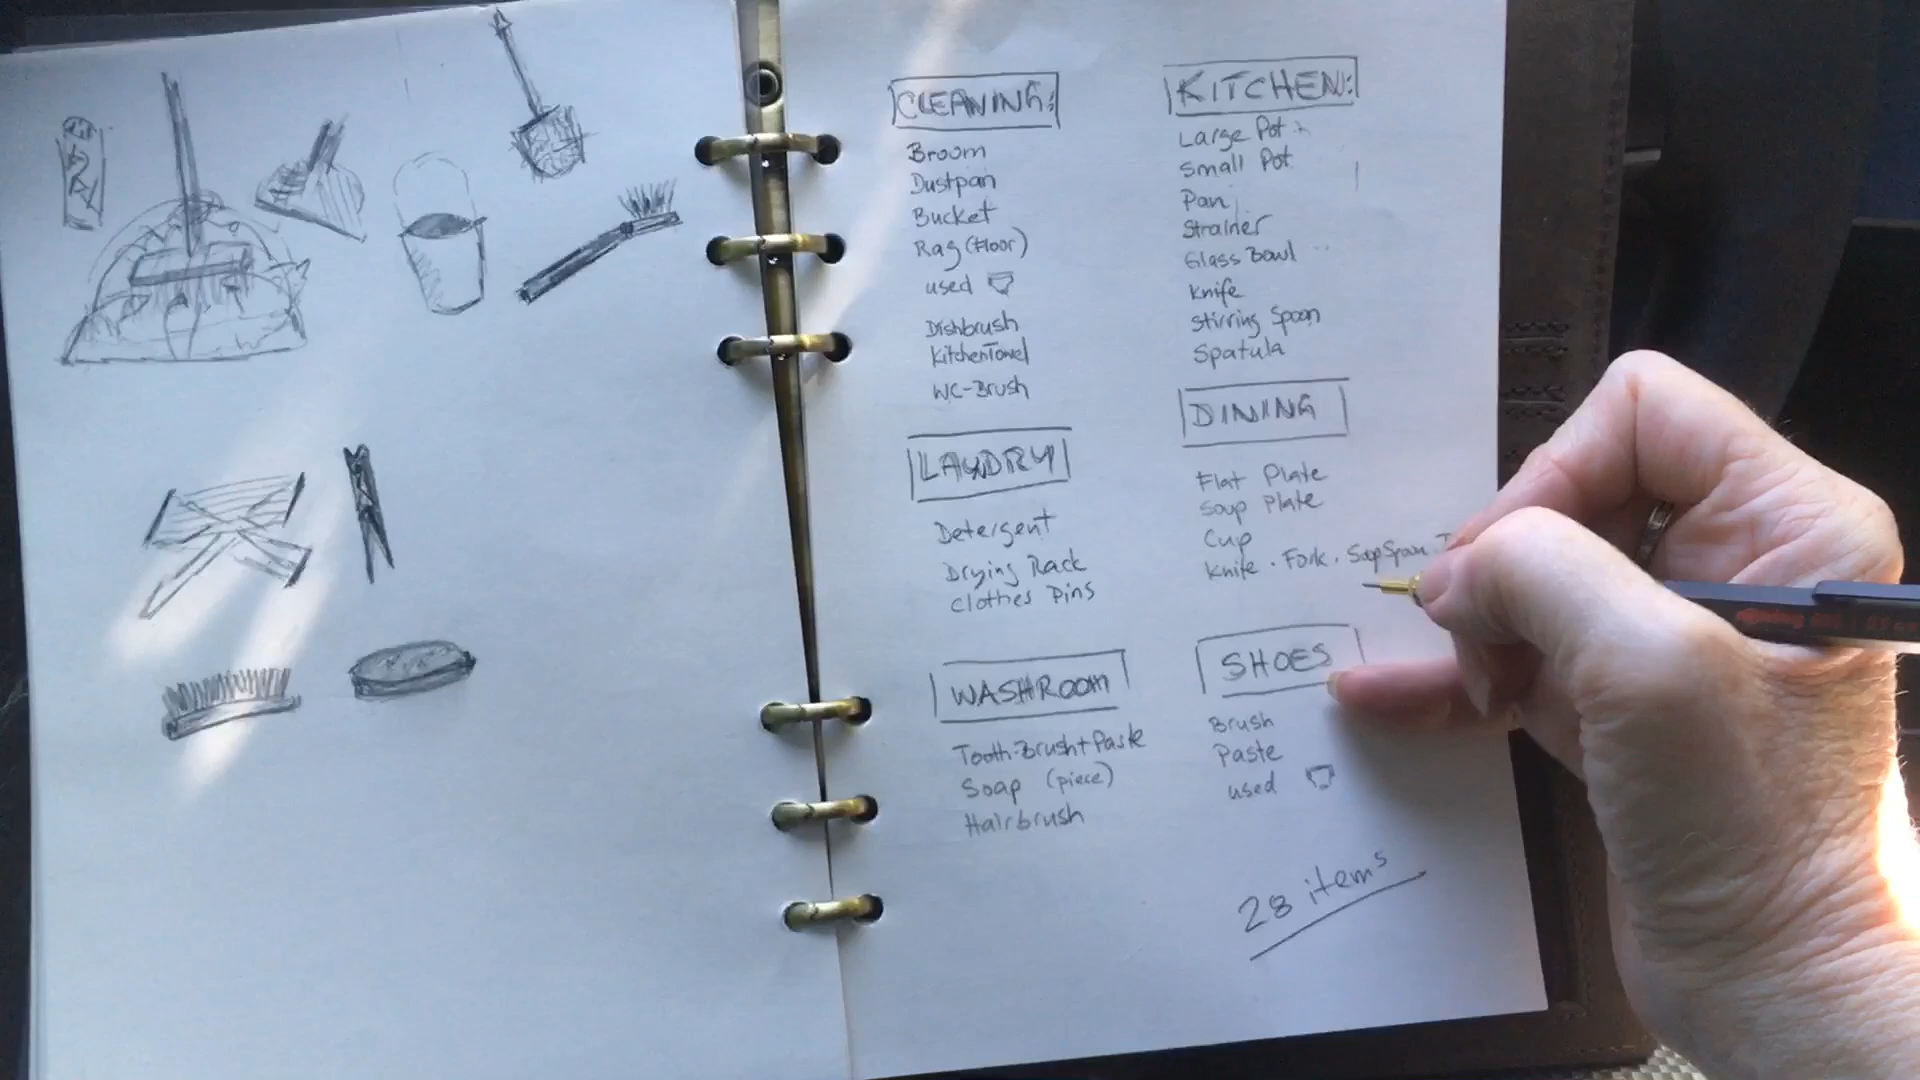 CLEANING:
Broom
Dustpan
Bucket
Rag (Floor)
used
Dishbrush
KitchenTowel
WC-Brush
LAUDRY
Detergent
Drying Rack
Clothes Pins
WASHROOM
Tooth-Brush+Paste
Soap (piece)
Hairbrush
KITCHEN:
Large Pot
Small Pot
Pan
Strainer
Glass Bowl
Knife
Stirring Spoon
Spatula
DINING
Flat Plate
Soup Plate
Cup
Knife . Fork . SoupSpoon .
SHOES
Brush
Paste
used
28 items